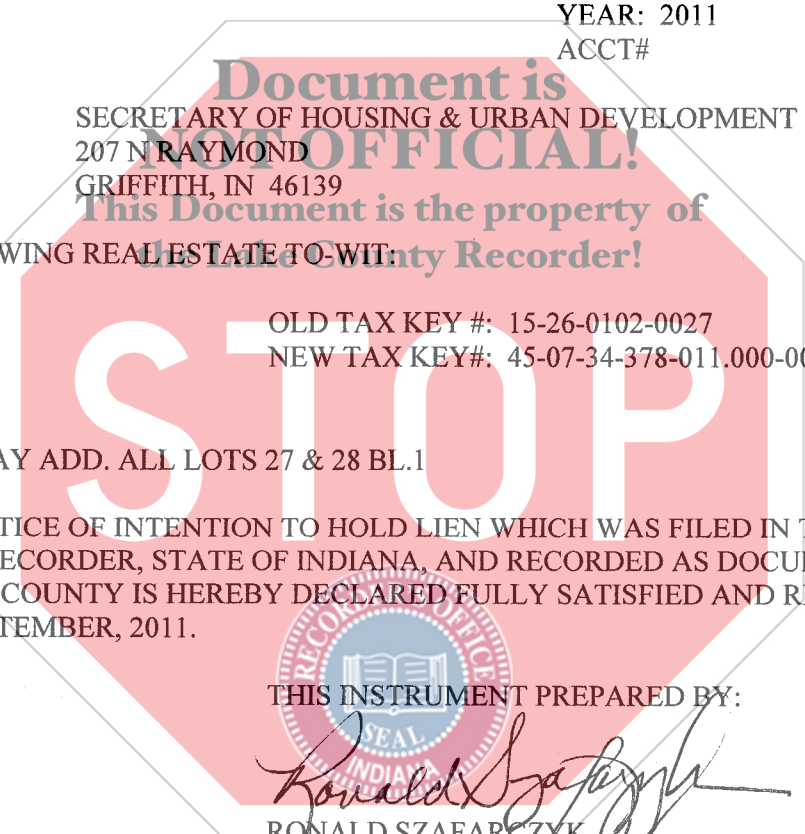 YEAR: 2011
ACCT#
Document is
SECRETARY OF HOUSING & URBAN DEVELOPMENT
NOT OFFICIAL!
207 N RAYMOND
GRIFFITH, IN 46139
This Document is the property of
WING REAL ESTATE TO-WIT:
the Lake County Recorder!
OLD TAX KEY #: 15-26-0102-0027
NEW TAX KEY#: 45-07-34-378-011.000-00
STOP
AY ADD. ALL LOTS 27 & 28 BL.1
TICE OF INTENTION TO HOLD LIEN WHICH WAS FILED IN T
ECORDER, STATE OF INDIANA, AND RECORDED AS DOCU
COUNTY IS HEREBY DECLARED FULLY SATISFIED AND R
TEMBER, 2011.
RECORDER'S OFFICE
THIS INSTRUMENT PREPARED BY:
SEAL
INDIANA
Ronald Szafarczyk
RONALD SZAFARCZYK